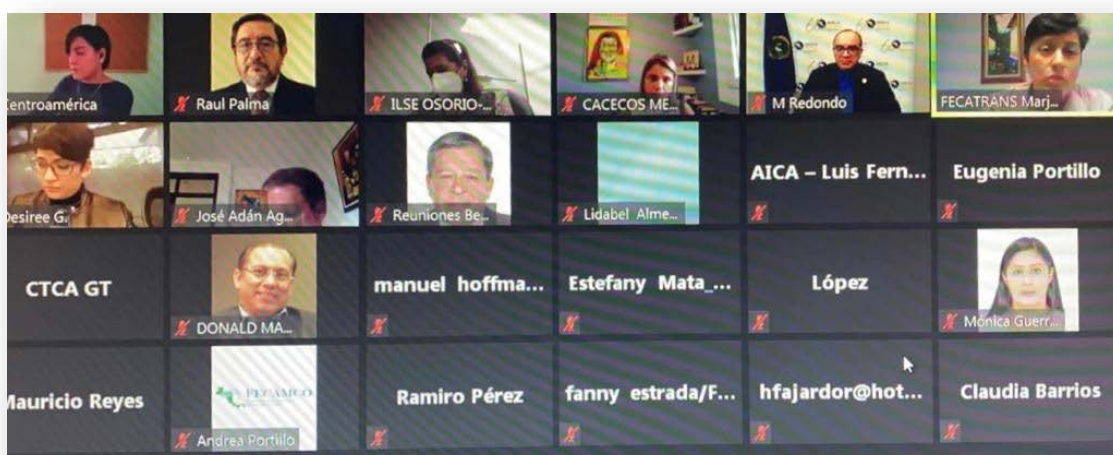 entroamérica
Raul Palma
ILSE OSORIO-...
CACECOS ME...
M Redondo
FECATRANS Marj...
Desiree G.
José Adán Ag...
Reuniones Be...
Lidabel Alme...
AICA – Luis Fern...
Eugenia Portillo
CTCA GT
DONALD MA...
manuel hoffma...
Estefany Mata_...
López
Mónica Guerr...
Mauricio Reyes
FECAMCO
Andrea Portillo
Ramiro Pérez
fanny estrada/F...
hfajardor@hot...
Claudia Barrios